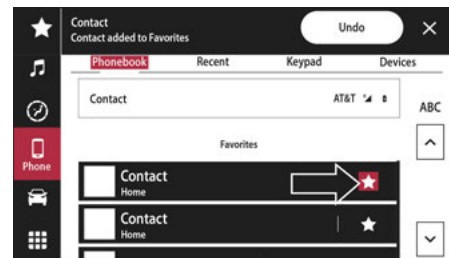 Contact
Contact added to Favorites
Undo
Phonebook Recent Keypad Devices
Contact AT&T
ABC
Favorites
Phone
Contact
Home
Contact
Home